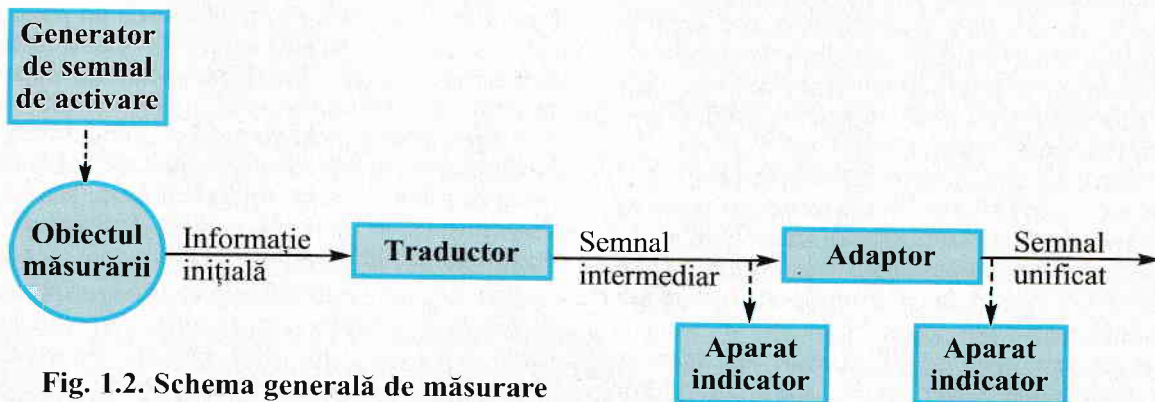 Generator
de semnal
de activare
Obiectul
măsurării
Informație
inițială
Traductor
Semnal
intermediar
Adaptor
Semnal
unificat
Aparat
indicator
Aparat
indicator
Fig. 1.2. Schema generală de măsurare